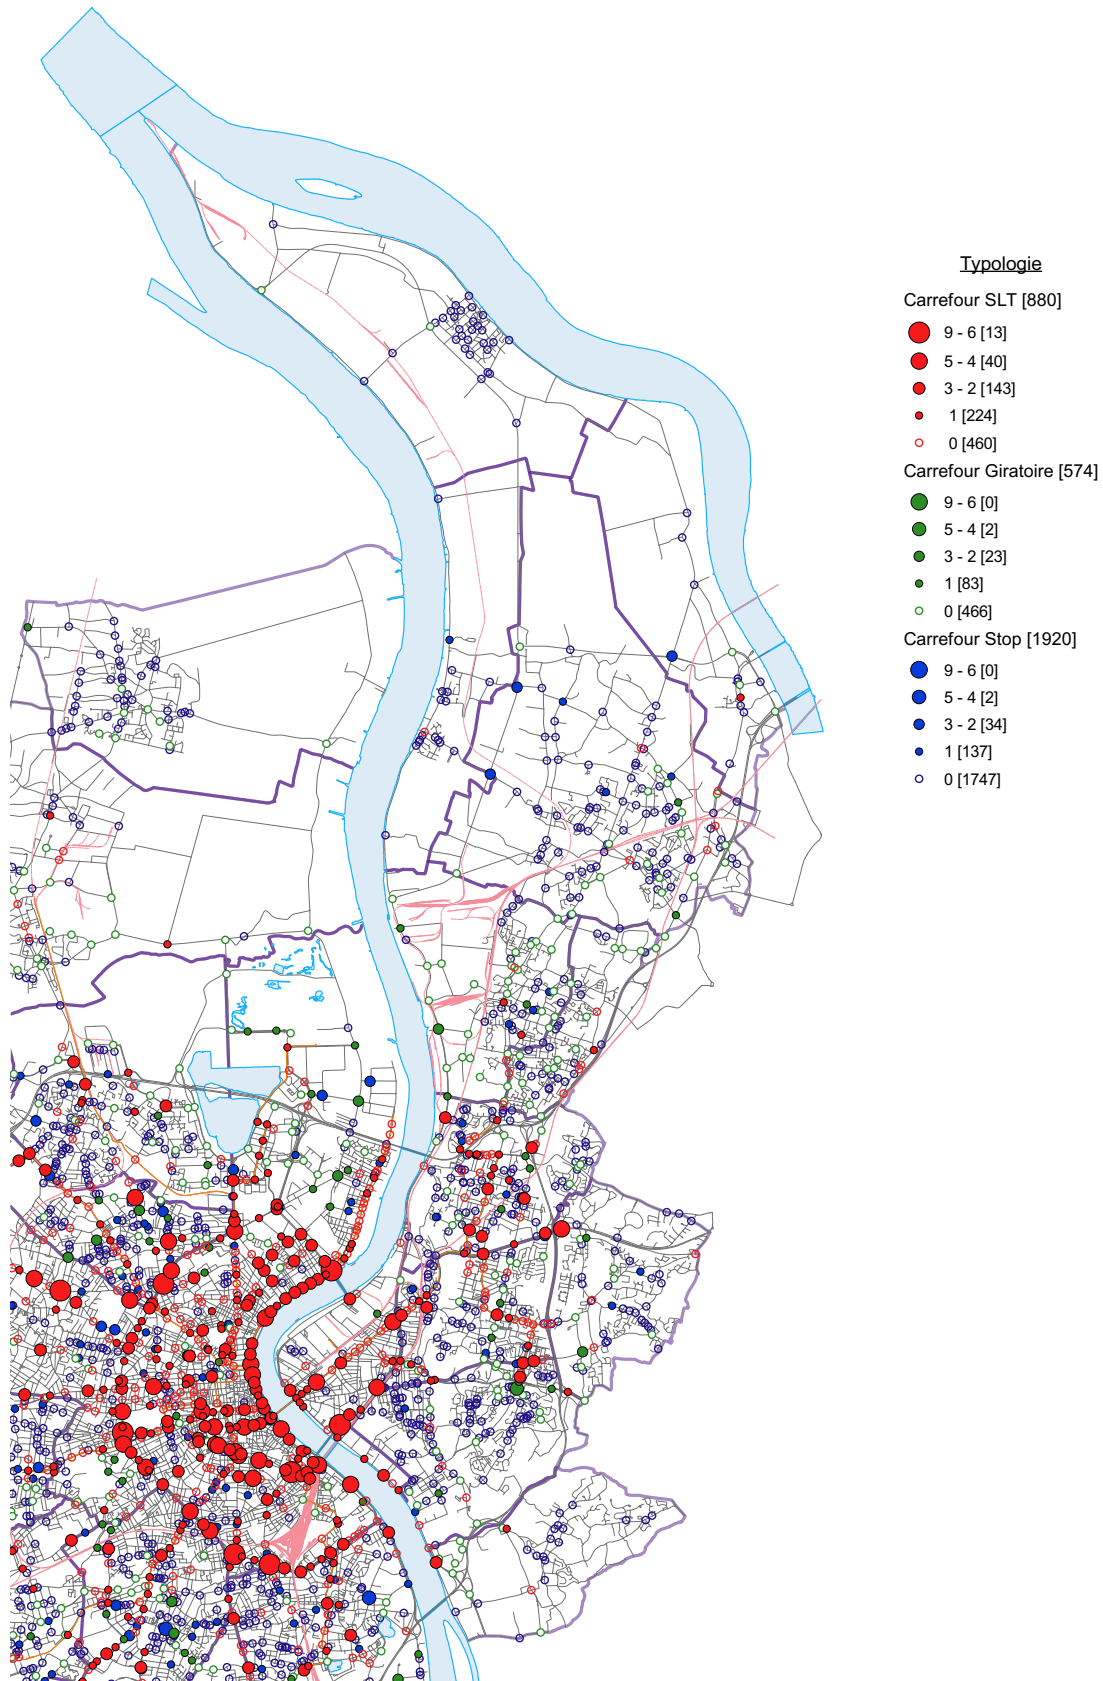 Typologie
Carrefour SLT [880]
9 - 6 [13]
5 - 4 [40]
3 - 2 [143]
1 [224]
0 [460]
Carrefour Giratoire [574]
9 - 6 [0]
5 - 4 [2]
3 - 2 [23]
1 [83]
0 [466]
Carrefour Stop [1920]
9 - 6 [0]
5 - 4 [2]
3 - 2 [34]
1 [137]
0 [1747]